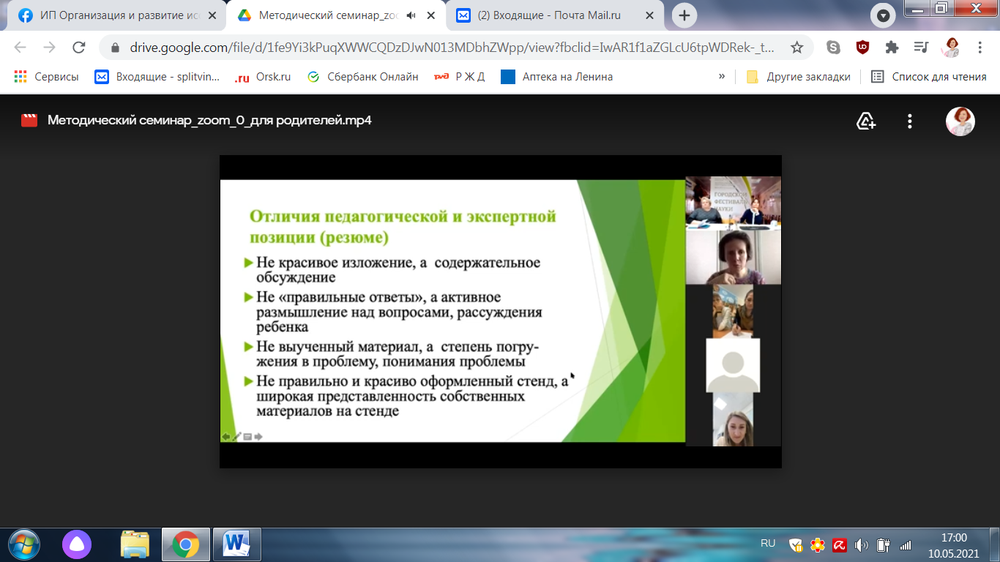 ИП Организация и развитие исс
Методический семинар_zoo
(2) Входящие - Почта Mail.ru
drive.google.com/file/d/1fe9Yi3kPuqXWWCQDzDJwN013MDbhZWpp/view?fbclid=IwAR1f1aZGLcU6tpWDRek-_t...
Сервисы
Входящие - splitvin...
.ru Orsk.ru
Сбербанк Онлайн
Р Ж Д
Аптека на Ленина
»
Другие закладки
Список для чтения
Методический семинар_zoom_0_для родителей.mp4
Отличия педагогической и экспертной
позиции (резюме)
Не красивое изложение, а содержательное
обсуждение
Не «правильные ответы», а активное
размышление над вопросами, рассуждения
ребенка
Не выученный материал, а степень погру-
жения в проблему, понимания проблемы
Не правильно и красиво оформленный стенд, а
широкая представленность собственных
материалов на стенде
ГОРОДСКОЙ
ФЕСТИВАЛЬ
НАУКИ
RU
17:00
10.05.2021